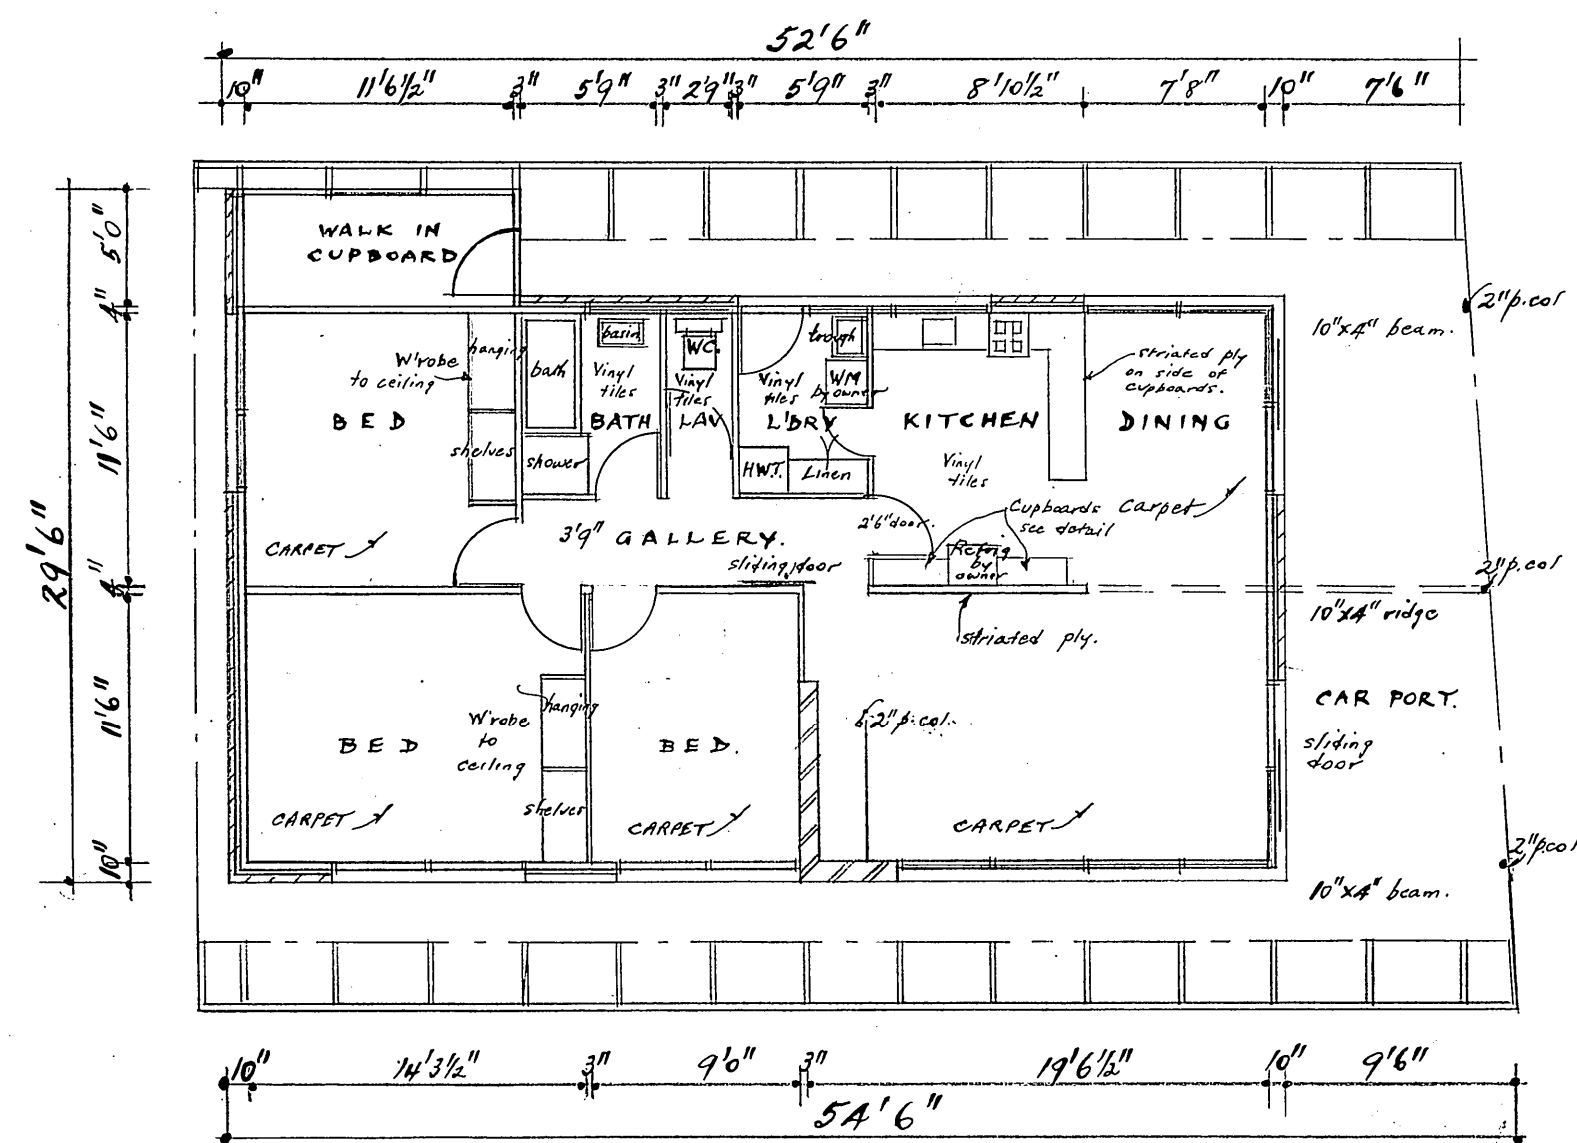 52'6"
10" 11'6½" 3" 5'9" 3" 2'9" 3" 5'9" 3" 8'10½" 7'8" 10" 7'6"
29'6"
5'0"
4"
11'6"
4"
11'6"
10"
WALK IN
CUPBOARD
hanging
W'robe
to ceiling
BED
shelves
CARPET
bath
basin
Vinyl
tiles
BATH
shower
WC.
Vinyl
tiles
LAV
trough
Vinyl
tiles
WM
by owner
L'DRY
HWT.
Linen
KITCHEN
Vinyl
tiles
striated ply
on side of
cupboards.
DINING
3'9" GALLERY.
sliding door
2'6" door.
Cupboards
see detail
Carpet
Refrig
by
owner
striated ply.
2"p.col
10"x4" beam.
2"p.col
10"x4" ridge
CAR PORT.
sliding
door
2"p.col
10"x4" beam.
BED
W'robe
to
ceiling
hanging
shelves
CARPET
BED.
CARPET
2"p.col.
CARPET
10" 14'3½" 3" 9'0" 3" 19'6½" 10" 9'6"
54'6"